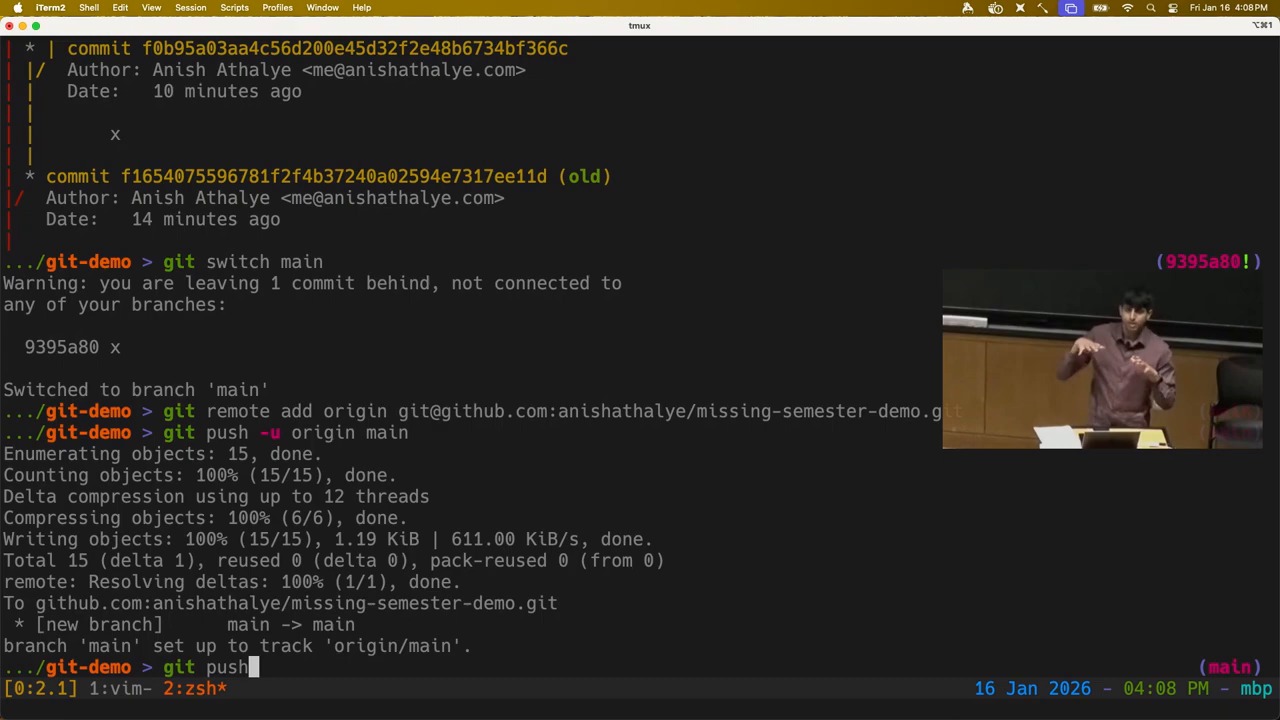 iTerm2 Shell Edit View Session Scripts Profiles Window Help Fri Jan 16 4:08 PM
tmux ⌥⌘1
| * | commit f0b95a03aa4c56d200e45d32f2e48b6734bf366c
| |/ Author: Anish Athalye <me@anishathalye.com>
| | Date: 10 minutes ago
| |
| | x
| |
| * commit f1654075596781f2f4b37240a02594e7317ee11d (old)
|/ Author: Anish Athalye <me@anishathalye.com>
| Date: 14 minutes ago
|
.../git-demo > git switch main (9395a80!)
Warning: you are leaving 1 commit behind, not connected to
any of your branches:
9395a80 x
Switched to branch 'main'
.../git-demo > git remote add origin git@github.com:anishathalye/missing-semester-demo.git
.../git-demo > git push -u origin main
Enumerating objects: 15, done.
Counting objects: 100% (15/15), done.
Delta compression using up to 12 threads
Compressing objects: 100% (6/6), done.
Writing objects: 100% (15/15), 1.19 KiB | 611.00 KiB/s, done.
Total 15 (delta 1), reused 0 (delta 0), pack-reused 0 (from 0)
remote: Resolving deltas: 100% (1/1), done.
To github.com:anishathalye/missing-semester-demo.git
* [new branch] main -> main
branch 'main' set up to track 'origin/main'.
.../git-demo > git push (main)
[0:2.1] 1:vim- 2:zsh* 16 Jan 2026 - 04:08 PM - mbp